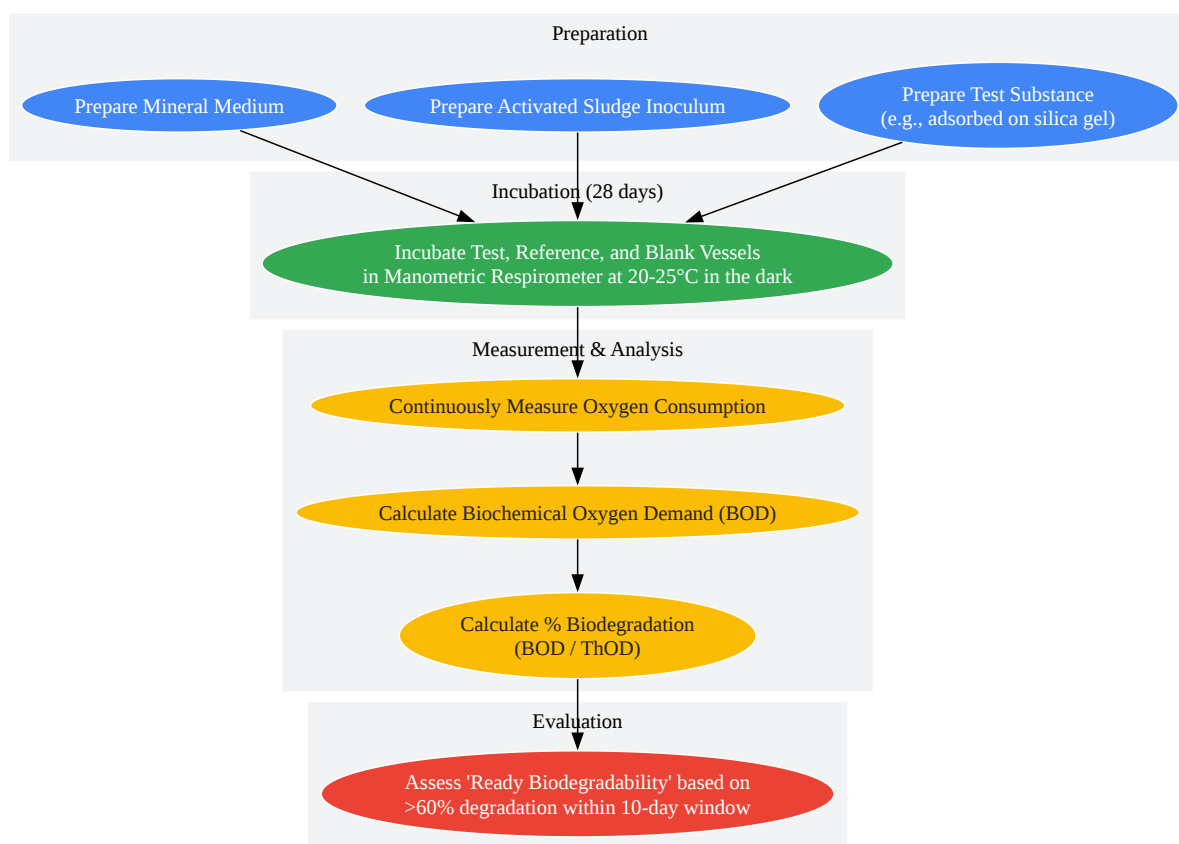 Preparation
Prepare Mineral Medium
Prepare Activated Sludge Inoculum
Prepare Test Substance
(e.g., adsorbed on silica gel)
Incubation (28 days)
Incubate Test, Reference, and Blank Vessels
in Manometric Respirometer at 20-25°C in the dark
Measurement & Analysis
Continuously Measure Oxygen Consumption
Calculate Biochemical Oxygen Demand (BOD)
Calculate % Biodegradation
(BOD / ThOD)
Evaluation
Assess 'Ready Biodegradability' based on
>60% degradation within 10-day window